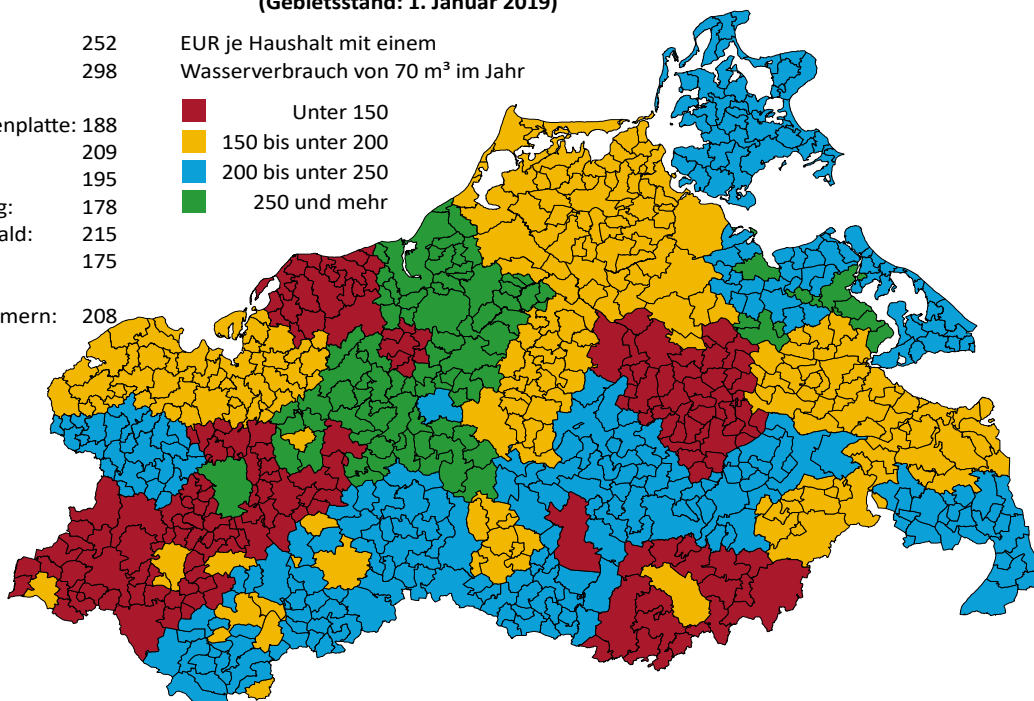 (Gebietsstand: 1. Januar 2019)
252 EUR je Haushalt mit einem
298 Wasserverbrauch von 70 m³ im Jahr
Unter 150
enplatte: 188
150 bis unter 200
209
200 bis unter 250
195
250 und mehr
g: 178
ald: 215
175
mern: 208